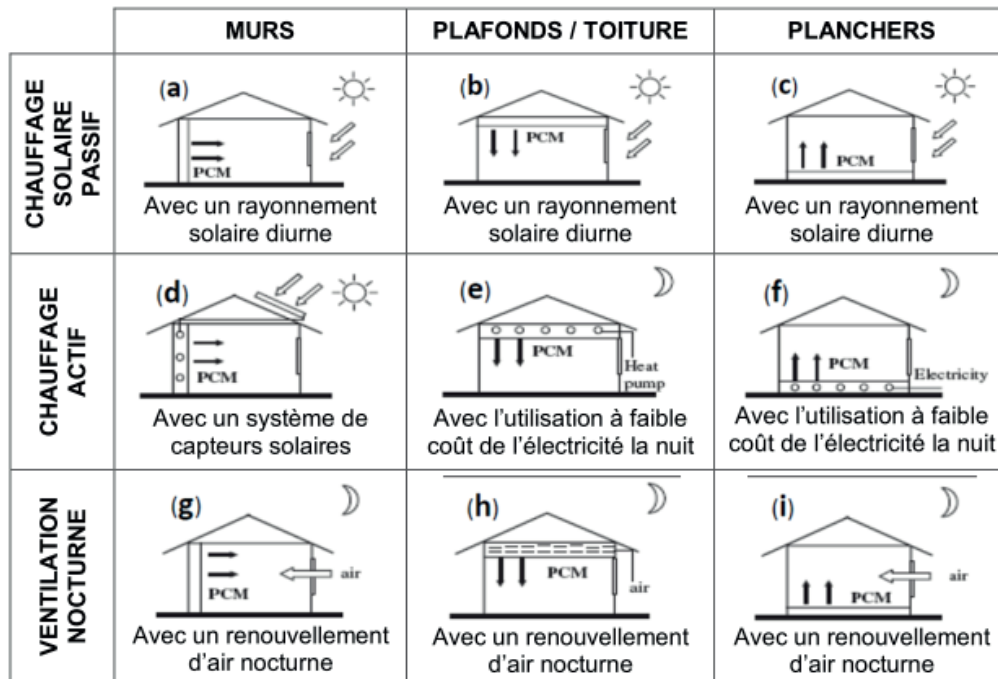 MURS
PLAFONDS / TOITURE
PLANCHERS
CHAUFFAGE
SOLAIRE
PASSIF
(a)
PCM
Avec un rayonnement
solaire diurne
(b)
PCM
Avec un rayonnement
solaire diurne
(c)
PCM
Avec un rayonnement
solaire diurne
CHAUFFAGE
ACTIF
(d)
PCM
Avec un système de
capteurs solaires
(e)
PCM
Heat
pump
Avec l'utilisation à faible
coût de l'électricité la nuit
(f)
PCM
Electricity
Avec l'utilisation à faible
coût de l'électricité la nuit
VENTILATION
NOCTURNE
(g)
air
PCM
Avec un renouvellement
d'air nocturne
(h)
PCM
air
Avec un renouvellement
d'air nocturne
(i)
PCM
air
Avec un renouvellement
d'air nocturne